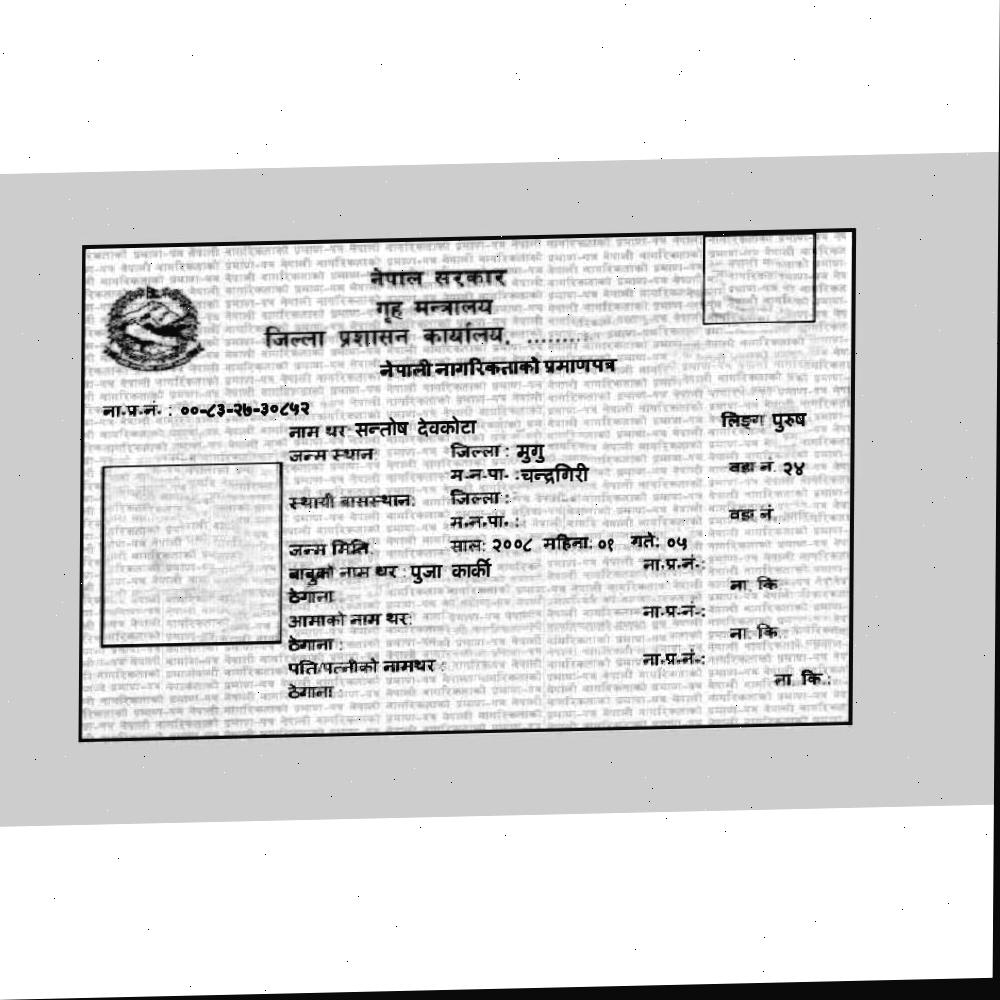 नेपाल सरकार
गृह मन्त्रालय
जिल्ला प्रशासन कार्यालय, ........
नेपाली नागरिकताको प्रमाणपत्र
ना.प्र.नं. : ००-८३-२७-३०८५२
नाम थर: सन्तोष देवकोटा लिङ्ग पुरुष
जन्म स्थान: जिल्ला : मुगु
म.न.पा. :चन्द्रगिरी वडा नं. २४
स्थायी बासस्थान: जिल्ला :
म.न.पा. : वडा नं.
जन्म मिति: साल: २००८ महिना: ०१ गते: ०५
बाबुको नाम थर : पुजा कार्की ना.प्र.नं.:
ठेगाना ना. कि.
आमाको नाम थर: ना.प्र.नं.:
ठेगाना : ना. कि.
पति/पत्नीको नामथर : ना.प्र.नं.:
ठेगाना : ना. कि.: